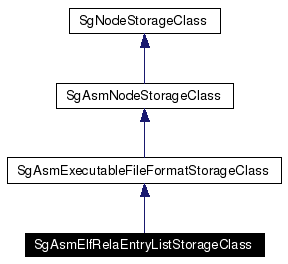 SgNodeStorageClass
SgAsmNodeStorageClass
SgAsmExecutableFileFormatStorageClass
SgAsmElfRelaEntryListStorageClass